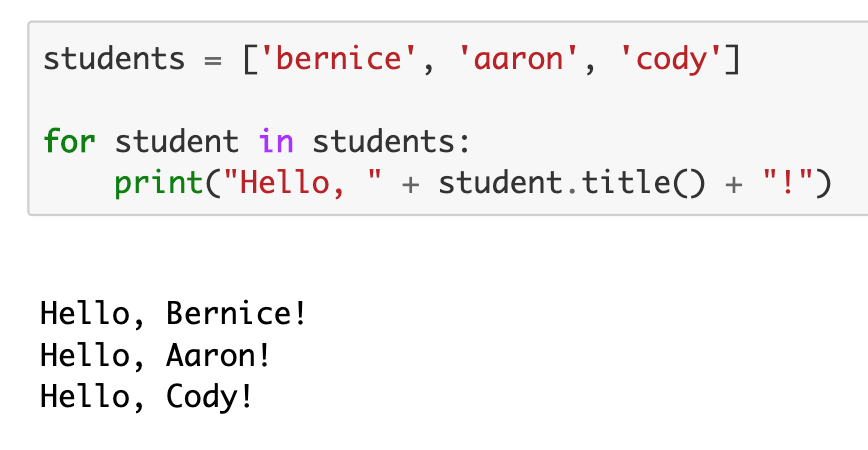 students = ['bernice', 'aaron', 'cody']
for student in students:
    print("Hello, " + student.title() + "!")
Hello, Bernice!
Hello, Aaron!
Hello, Cody!